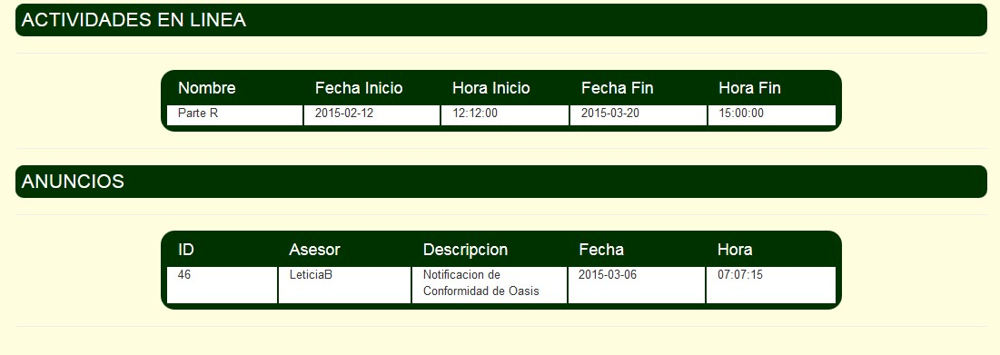 ACTIVIDADES EN LINEA
Nombre Fecha Inicio Hora Inicio Fecha Fin Hora Fin
Parte R 2015-02-12 12:12:00 2015-03-20 15:00:00
ANUNCIOS
ID Asesor Descripcion Fecha Hora
46 LeticiaB Notificacion de 2015-03-06 07:07:15
Conformidad de Oasis